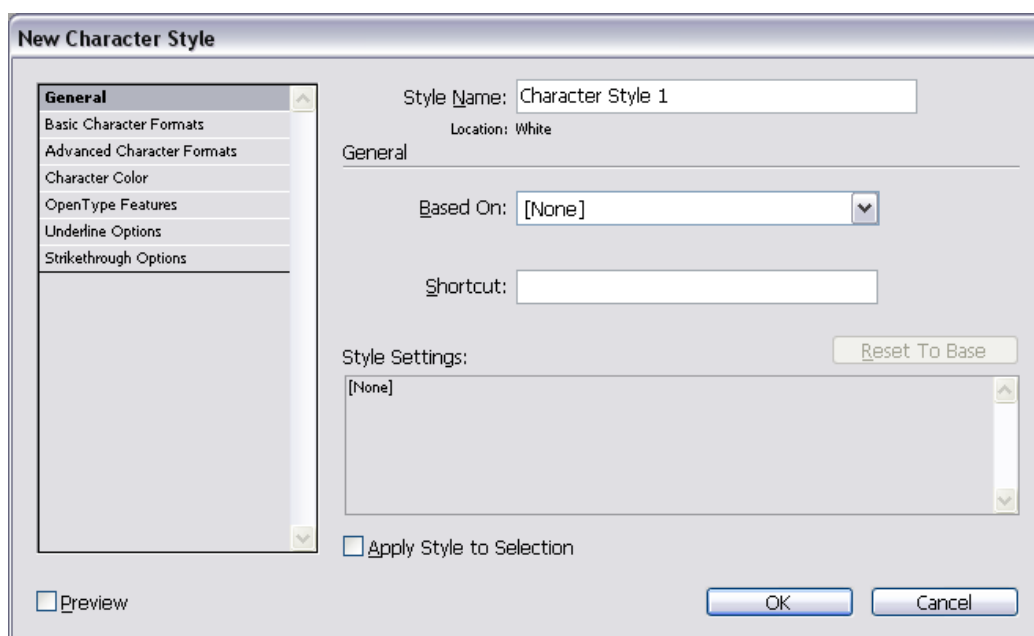 New Character Style
General
Basic Character Formats
Advanced Character Formats
Character Color
OpenType Features
Underline Options
Strikethrough Options
Style Name: Character Style 1
Location: White
General
Based On: [None]
Shortcut:
Style Settings:
Reset To Base
[None]
Apply Style to Selection
Preview
OK
Cancel